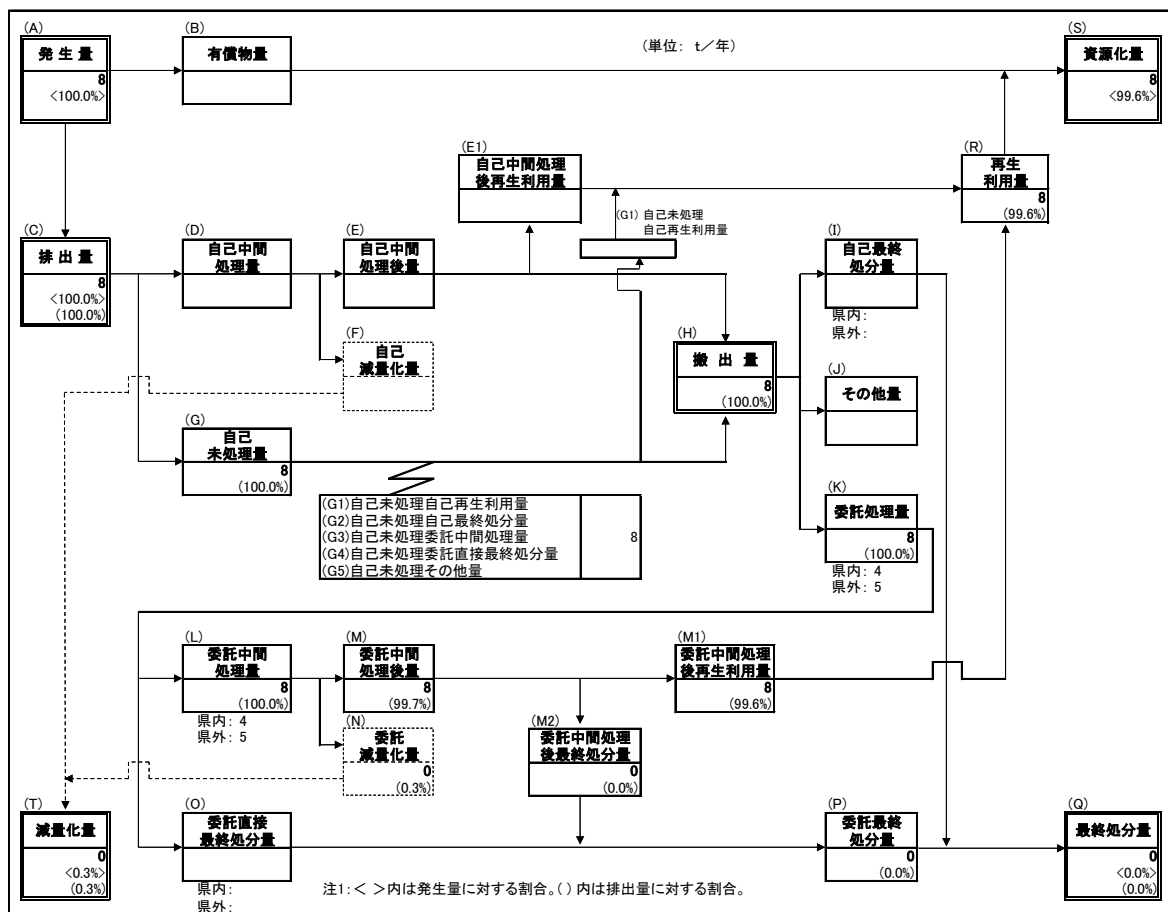 (A)
発 生 量
8
<100.0%>
(B)
有償物量
(単位： t／年)
(S)
資源化量
8
<99.6%>
(E1)
自己中間処理
後再生利用量
(R)
再生
利用量
8
(99.6%)
(G1) 自己未処理
自己再生利用量
(C)
排 出 量
8
<100.0%>
(100.0%)
(D)
自己中間
処理量
(E)
自己中間
処理後量
(I)
自己最終
処分量
県内：
県外：
(F)
自己
減量化量
(H)
搬 出 量
8
(100.0%)
(J)
その他量
(G)
自己
未処理量
8
(100.0%)
(G1)自己未処理自己再生利用量
(G2)自己未処理自己最終処分量
(G3)自己未処理委託中間処理量 8
(G4)自己未処理委託直接最終処分量
(G5)自己未処理その他量
(K)
委託処理量
8
(100.0%)
県内： 4
県外： 5
(L)
委託中間
処理量
8
(100.0%)
県内： 4
県外： 5
(M)
委託中間
処理後量
8
(99.7%)
(M1)
委託中間処理
後再生利用量
8
(99.6%)
(N)
委託
減量化量
0
(0.3%)
(M2)
委託中間処理
後最終処分量
0
(0.0%)
(T)
減量化量
0
<0.3%>
(0.3%)
(O)
委託直接
最終処分量
県内：
県外：
(P)
委託最終
処分量
0
(0.0%)
(Q)
最終処分量
0
<0.0%>
(0.0%)
注1：＜ ＞内は発生量に対する割合。( ) 内は排出量に対する割合。